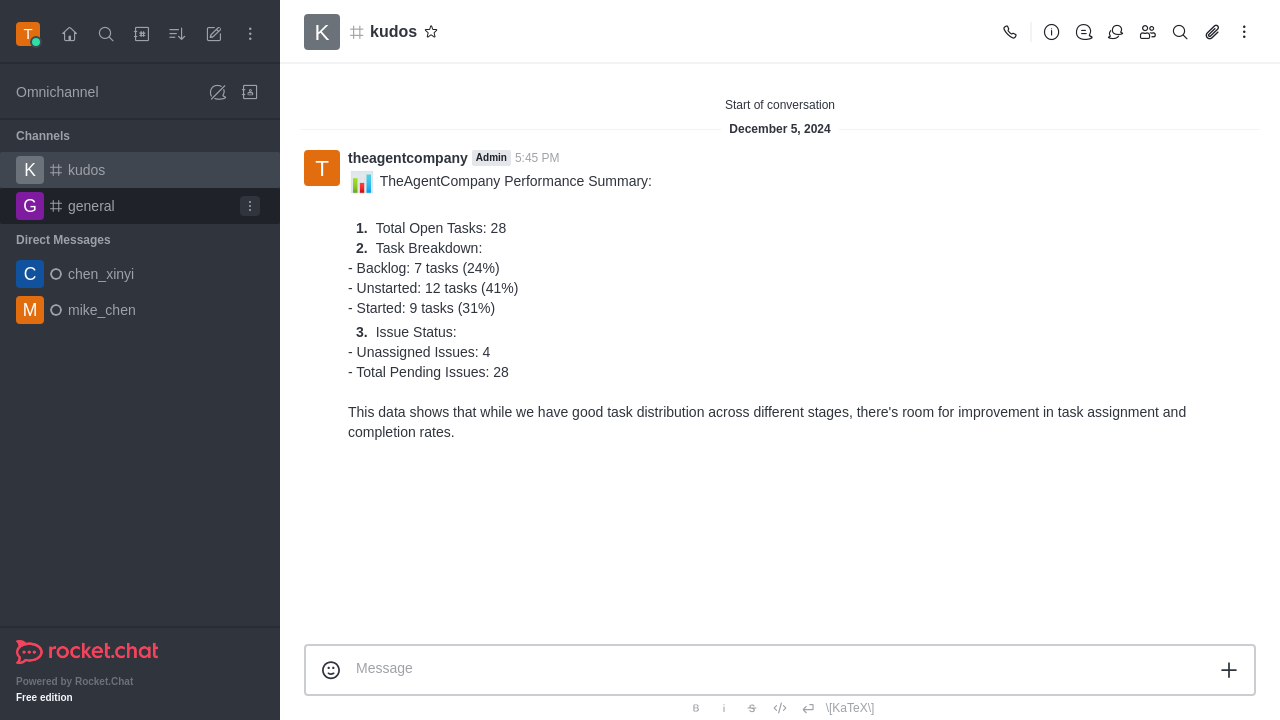 T
K
kudos
Omnichannel
Start of conversation
December 5, 2024
Channels
K kudos
G general
Direct Messages
C chen_xinyi
M mike_chen
T
theagentcompany Admin 5:45 PM
TheAgentCompany Performance Summary:
1. Total Open Tasks: 28
2. Task Breakdown:
- Backlog: 7 tasks (24%)
- Unstarted: 12 tasks (41%)
- Started: 9 tasks (31%)
3. Issue Status:
- Unassigned Issues: 4
- Total Pending Issues: 28
This data shows that while we have good task distribution across different stages, there's room for improvement in task assignment and
completion rates.
rocket.chat
Powered by Rocket.Chat
Free edition
Message
B i S \[KaTeX\]